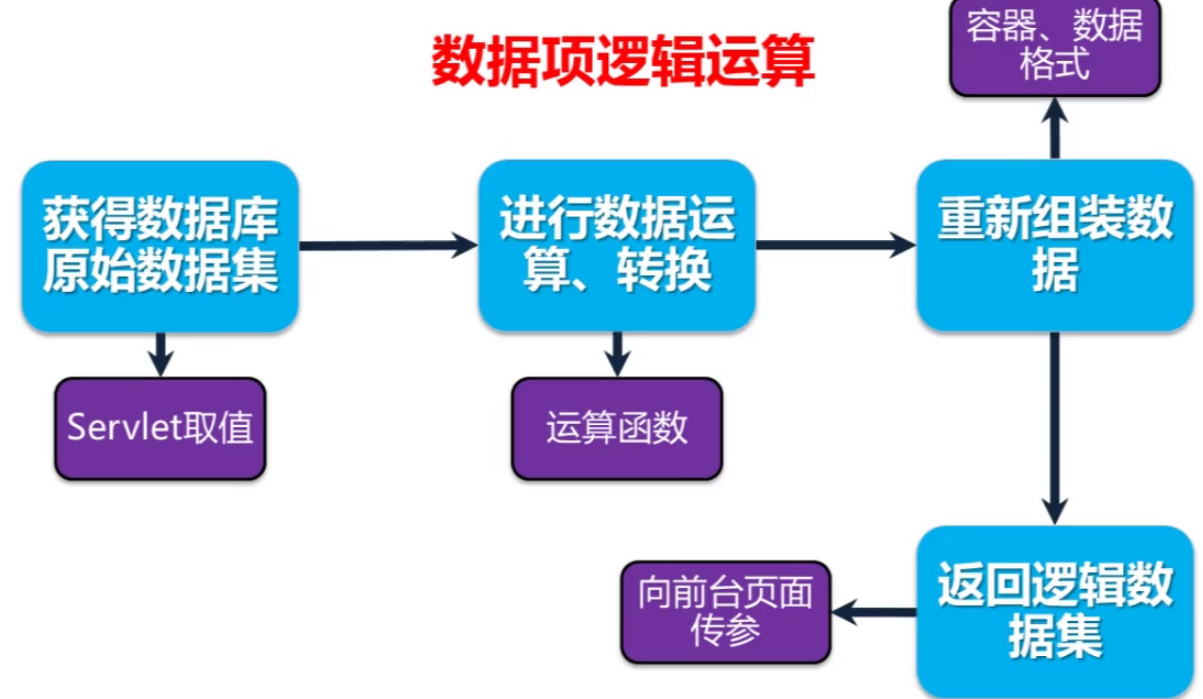 数据项逻辑运算
容器、数据
格式
获得数据库
原始数据集
进行数据运
算、转换
重新组装数
据
Servlet取值
运算函数
向前台页面
传参
返回逻辑数
据集